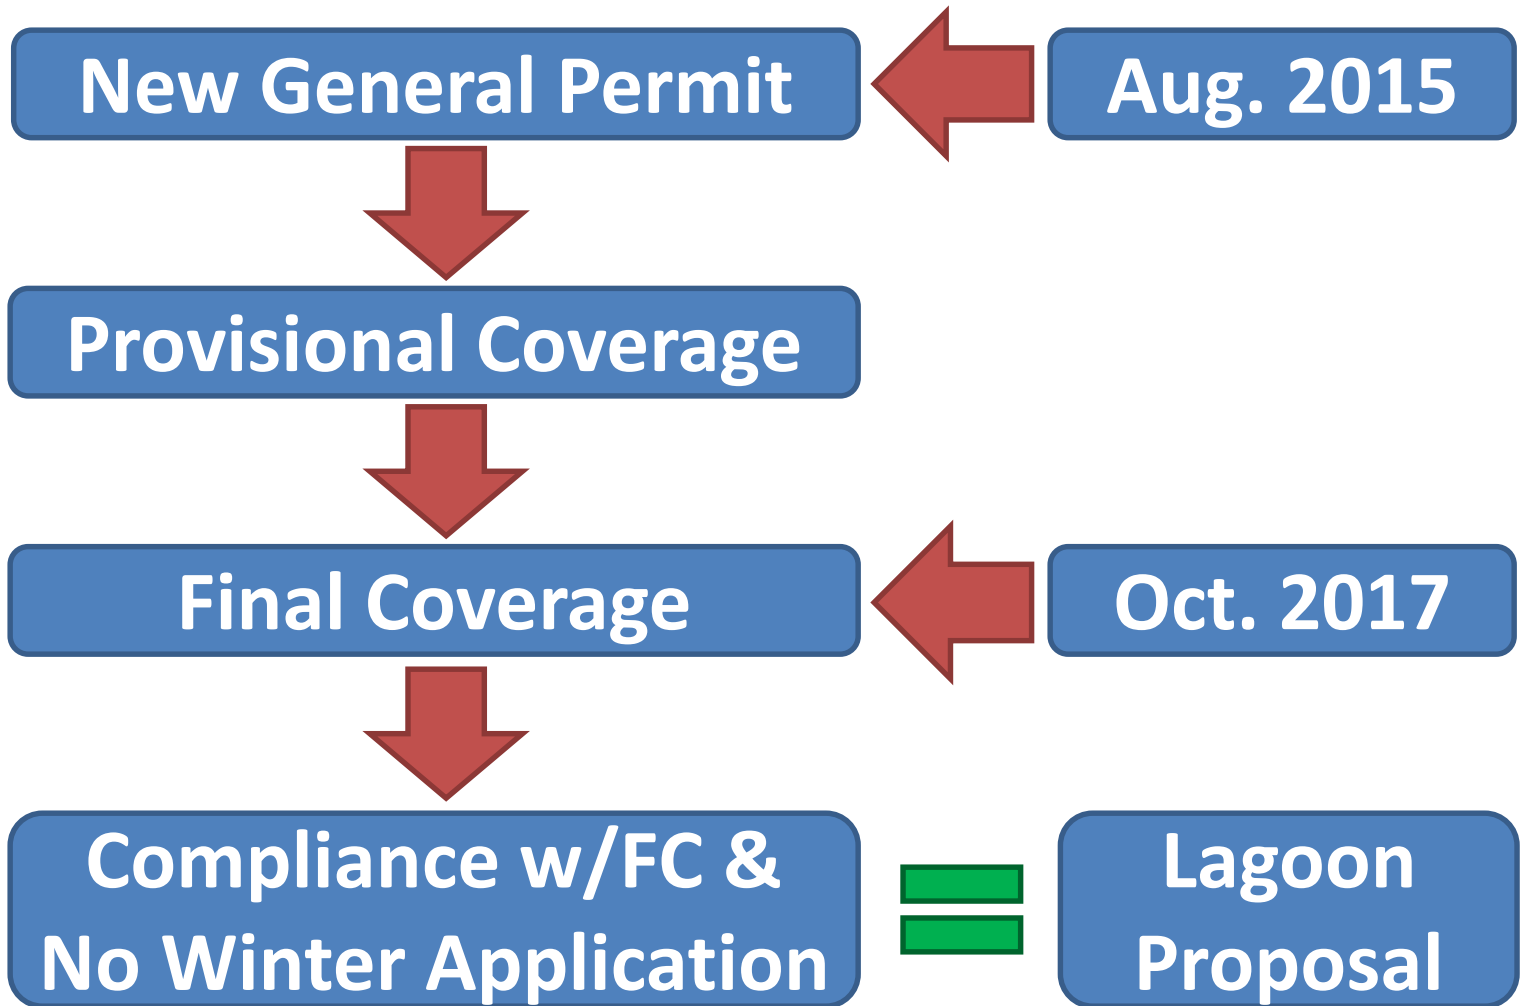 New General Permit
Aug. 2015
Provisional Coverage
Final Coverage
Oct. 2017
Compliance w/FC &
No Winter Application
Lagoon
Proposal